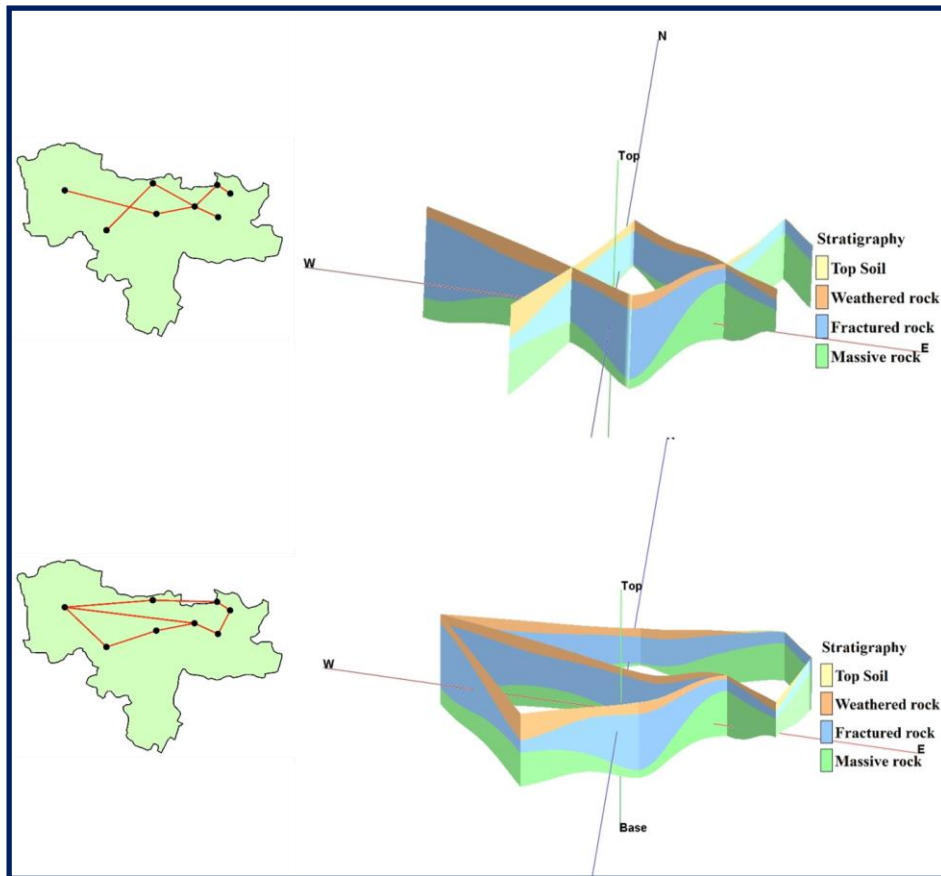 N
Top
Stratigraphy
W
Top Soil
Weathered rock
Fractured rock
E
Massive rock
Top
Stratigraphy
W
Top Soil
Weathered rock
Fractured rock
E
Massive rock
Base